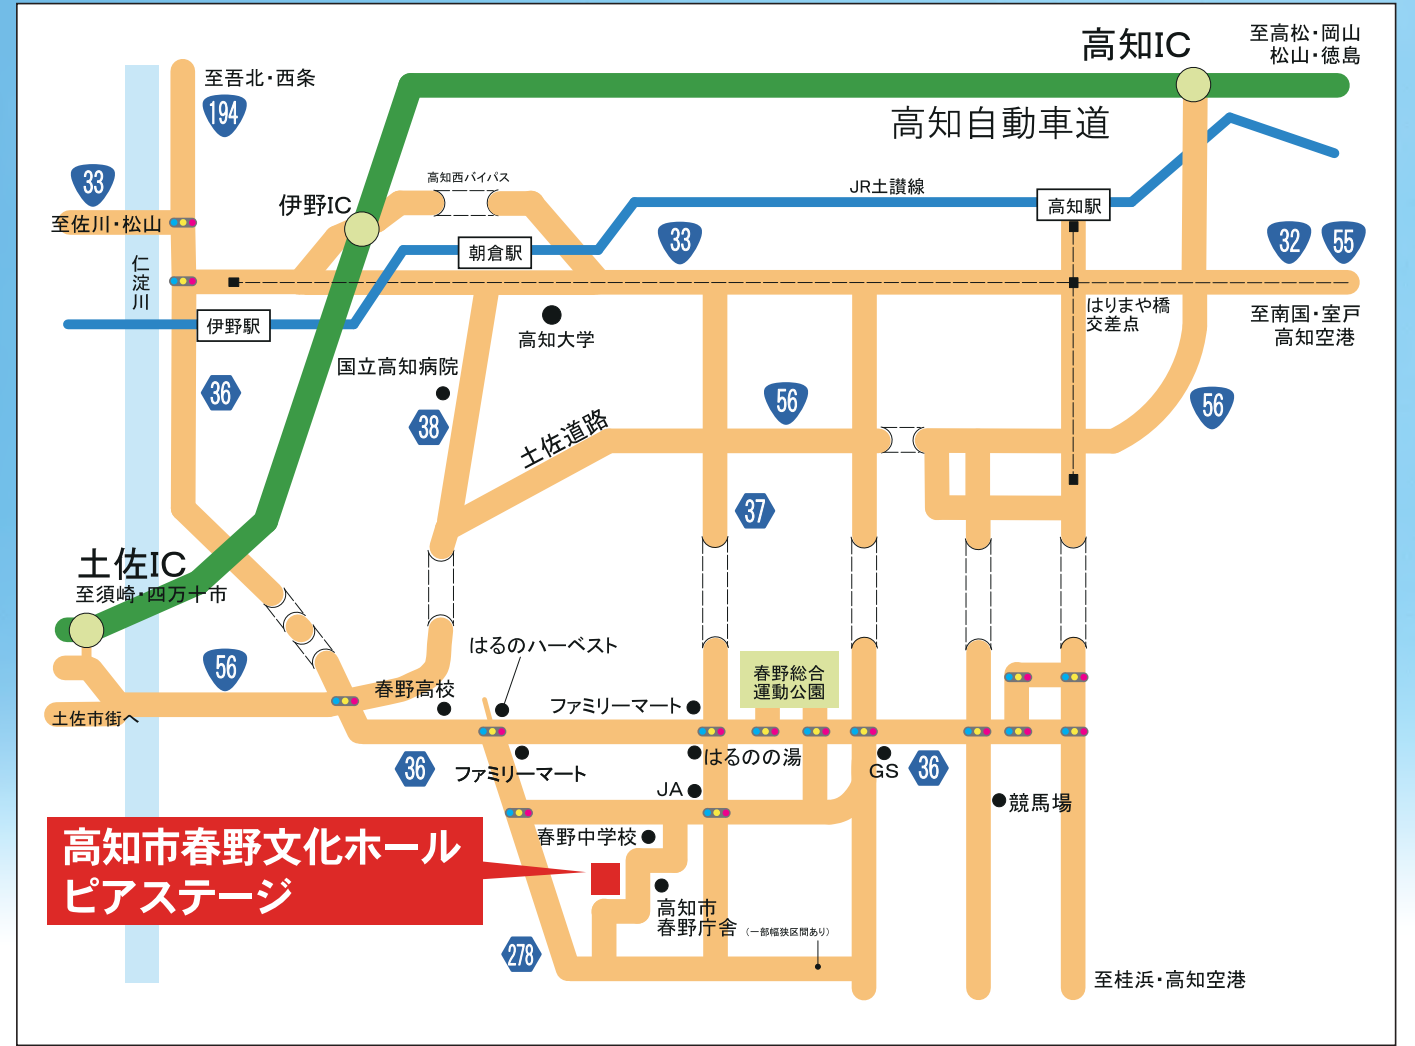 高知IC
至高松・岡山
松山・徳島
至吾北・西条
194
高知自動車道
33
高知西バイパス
JR土讃線
伊野IC
高知駅
至佐川・松山
33
32
55
朝倉駅
仁淀川
伊野駅
高知大学
はりまや橋
交差点
至南国・室戸
高知空港
国立高知病院
36
38
56
56
土佐道路
37
土佐IC
至須崎・四万十市
はるのハーベスト
56
春野高校
春野総合
運動公園
ファミリーマート
土佐市街へ
36
ファミリーマート
はるのの湯
GS
36
JA
競馬場
高知市春野文化ホール
ピアステージ
春野中学校
高知市
春野庁舎
(一部幅狭区間あり)
278
至桂浜・高知空港